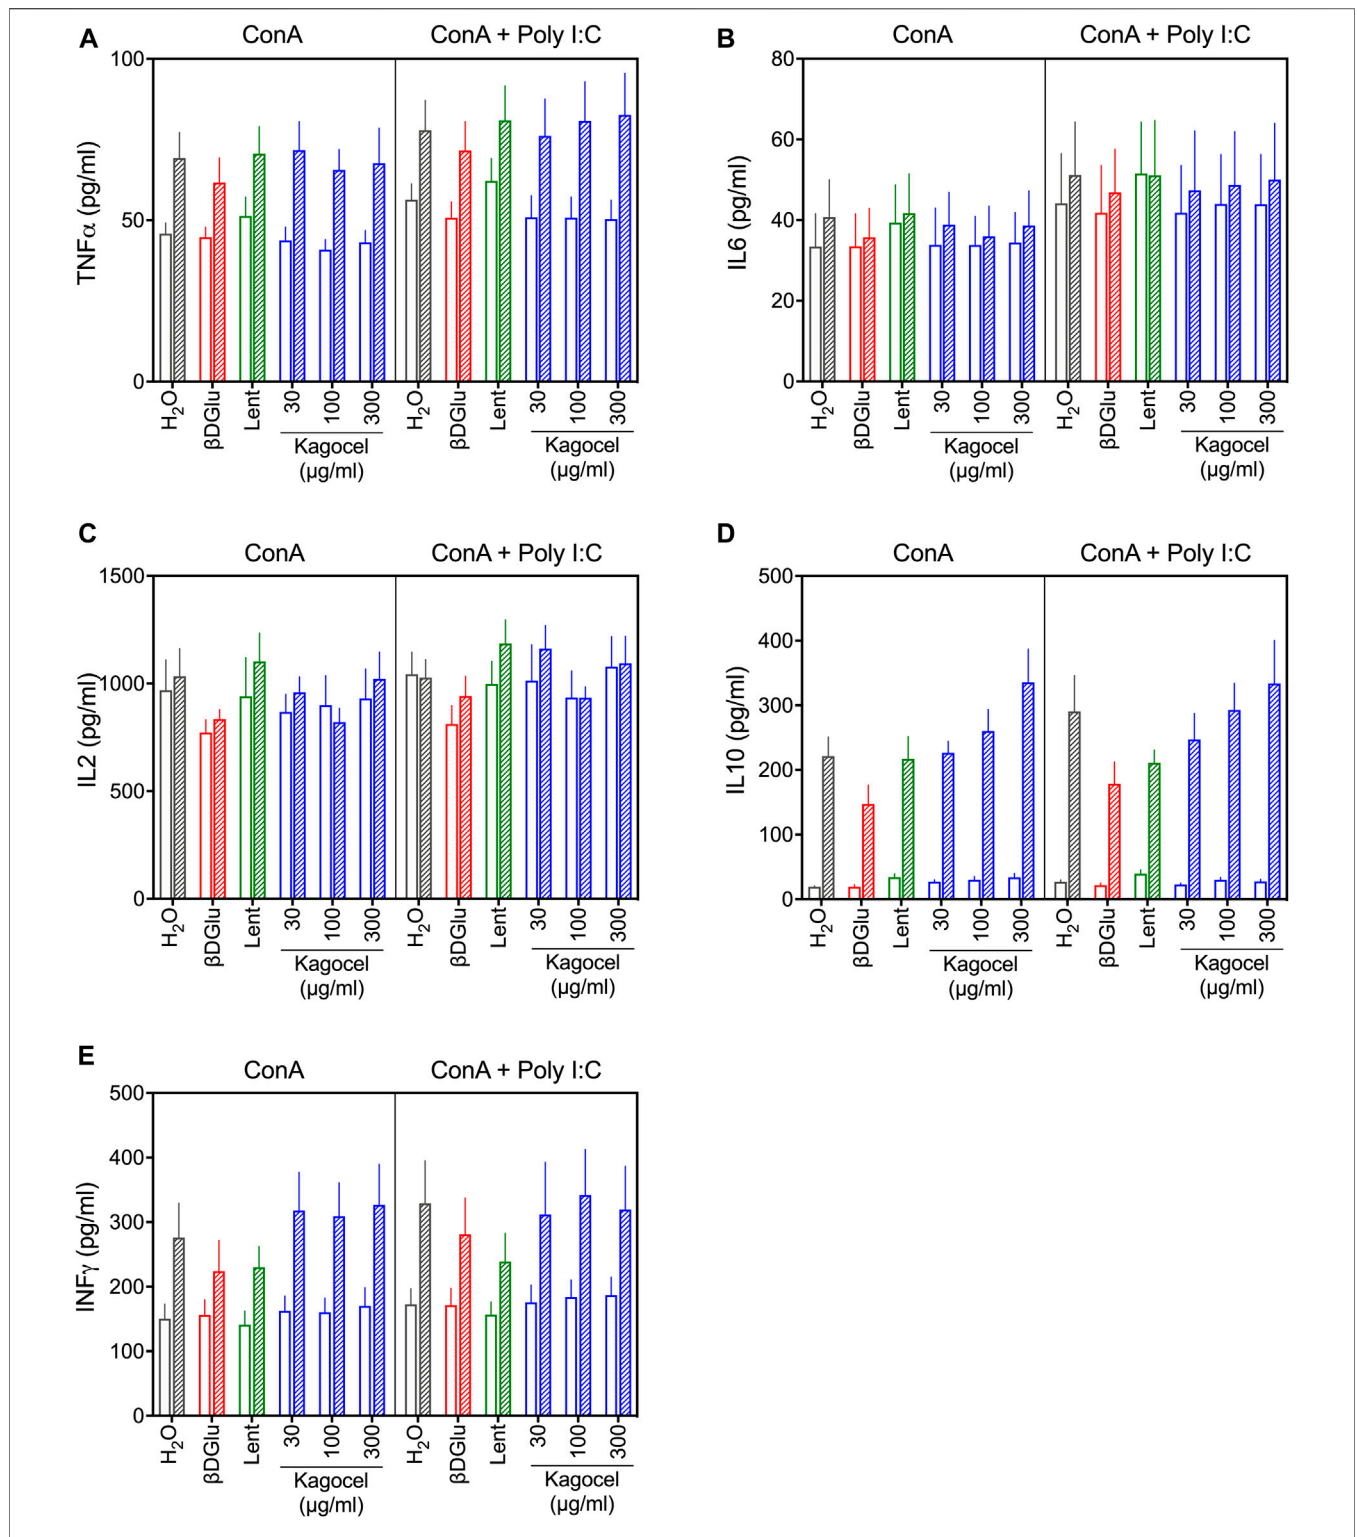 A
ConA
ConA + Poly I:C
TNFα (pg/ml)
100
50
0
H₂O
βDGlu
Lent
30
100
300
H₂O
βDGlu
Lent
30
100
300
Kagocel
(µg/ml)
Kagocel
(µg/ml)
B
ConA
ConA + Poly I:C
IL6 (pg/ml)
80
60
40
20
0
H₂O
βDGlu
Lent
30
100
300
H₂O
βDGlu
Lent
30
100
300
Kagocel
(µg/ml)
Kagocel
(µg/ml)
C
ConA
ConA + Poly I:C
IL2 (pg/ml)
1500
1000
500
0
H₂O
βDGlu
Lent
30
100
300
H₂O
βDGlu
Lent
30
100
300
Kagocel
(µg/ml)
Kagocel
(µg/ml)
D
ConA
ConA + Poly I:C
IL10 (pg/ml)
500
400
300
200
100
0
H₂O
βDGlu
Lent
30
100
300
H₂O
βDGlu
Lent
30
100
300
Kagocel
(µg/ml)
Kagocel
(µg/ml)
E
ConA
ConA + Poly I:C
INFγ (pg/ml)
500
400
300
200
100
0
H₂O
βDGlu
Lent
30
100
300
H₂O
βDGlu
Lent
30
100
300
Kagocel
(µg/ml)
Kagocel
(µg/ml)